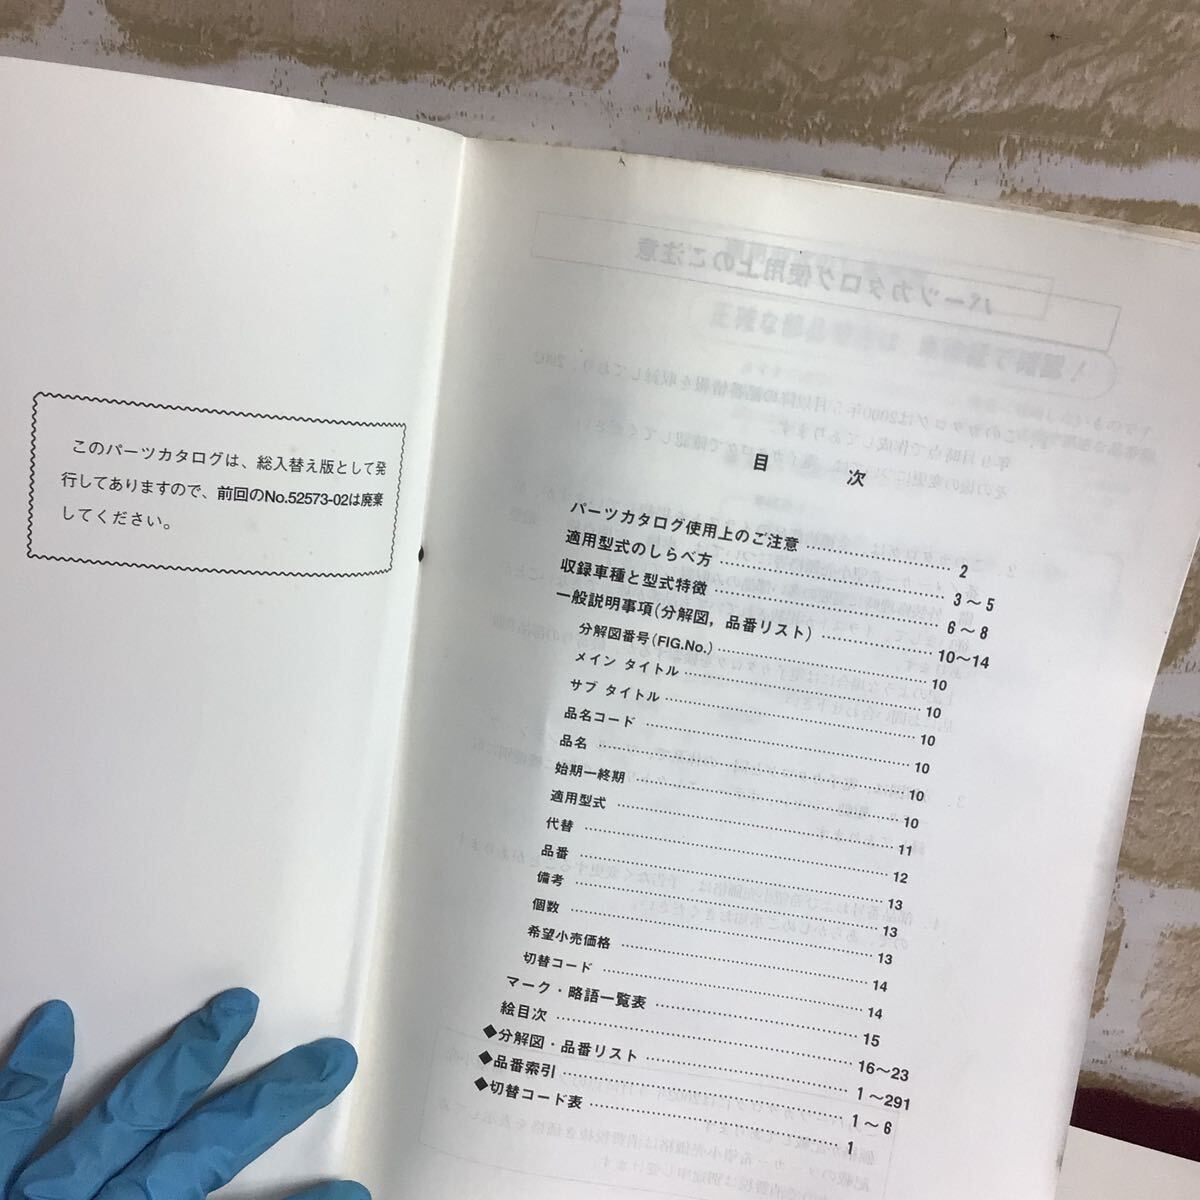 このパーツカタログは、総入替え版として発
行してありますので、前回のNo.52573-02は廃棄
してください。
目 次
パーツカタログ使用上のご注意 2
適用型式のしらべ方 3～5
収録車種と型式特徴 6～8
一般説明事項(分解図，品番リスト) 10～14
分解図番号(FIG.No.) 10
メイン タイトル 10
サブ タイトル 10
品名コード 10
品名 10
始期ー終期 10
適用型式 10
代替 11
品番 12
備考 13
個数 13
希望小売価格 13
切替コード 14
マーク・略語一覧表 14
絵目次 15
◆分解図・品番リスト 16～23
◆品番索引 1～291
◆切替コード表 1～6
1